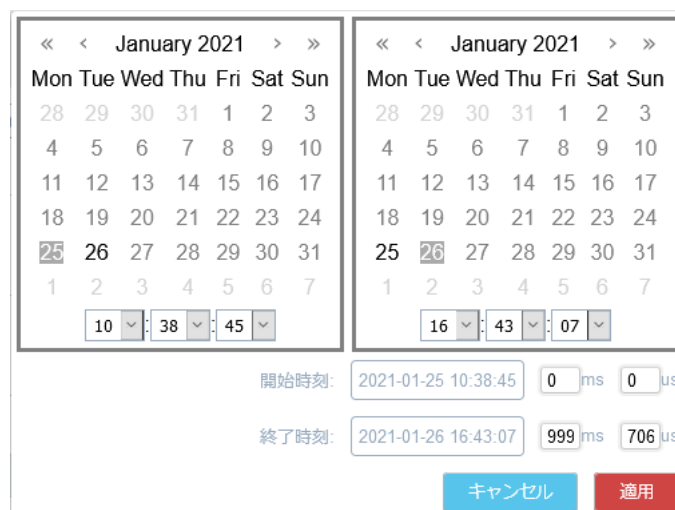 « ‹ January 2021 › »
Mon Tue Wed Thu Fri Sat Sun
28 29 30 31 1 2 3
4 5 6 7 8 9 10
11 12 13 14 15 16 17
18 19 20 21 22 23 24
25 26 27 28 29 30 31
1 2 3 4 5 6 7
10 : 38 : 45
« ‹ January 2021 › »
Mon Tue Wed Thu Fri Sat Sun
28 29 30 31 1 2 3
4 5 6 7 8 9 10
11 12 13 14 15 16 17
18 19 20 21 22 23 24
25 26 27 28 29 30 31
1 2 3 4 5 6 7
16 : 43 : 07
開始時刻: 2021-01-25 10:38:45 0 ms 0 us
終了時刻: 2021-01-26 16:43:07 999 ms 706 us
キャンセル 適用